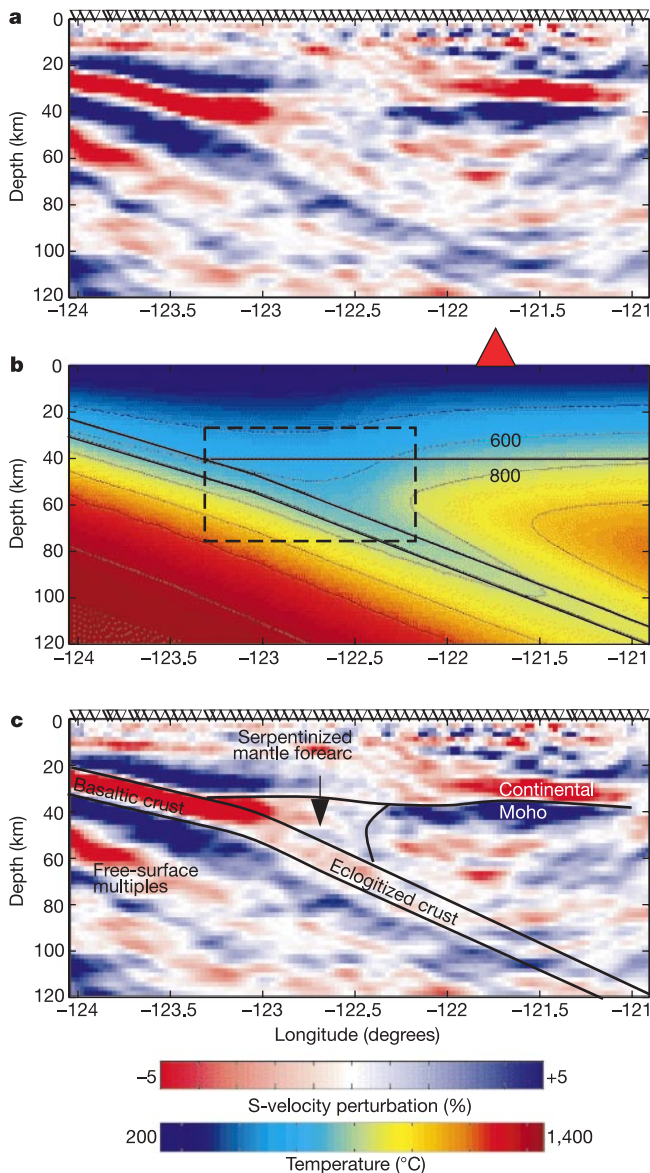 a
0
20
40
60
80
100
120
Depth (km)
−124 −123.5 −123 −122.5 −122 −121.5 −121
b
0
20
40
60
80
100
120
Depth (km)
600
800
−124 −123.5 −123 −122.5 −122 −121.5 −121
c
0
20
40
60
80
100
120
Depth (km)
Serpentinized
mantle forearc
Basaltic crust
Continental
Moho
Free-surface
multiples
Eclogitized crust
−124 −123.5 −123 −122.5 −122 −121.5 −121
Longitude (degrees)
−5 +5
S-velocity perturbation (%)
200 1,400
Temperature (°C)